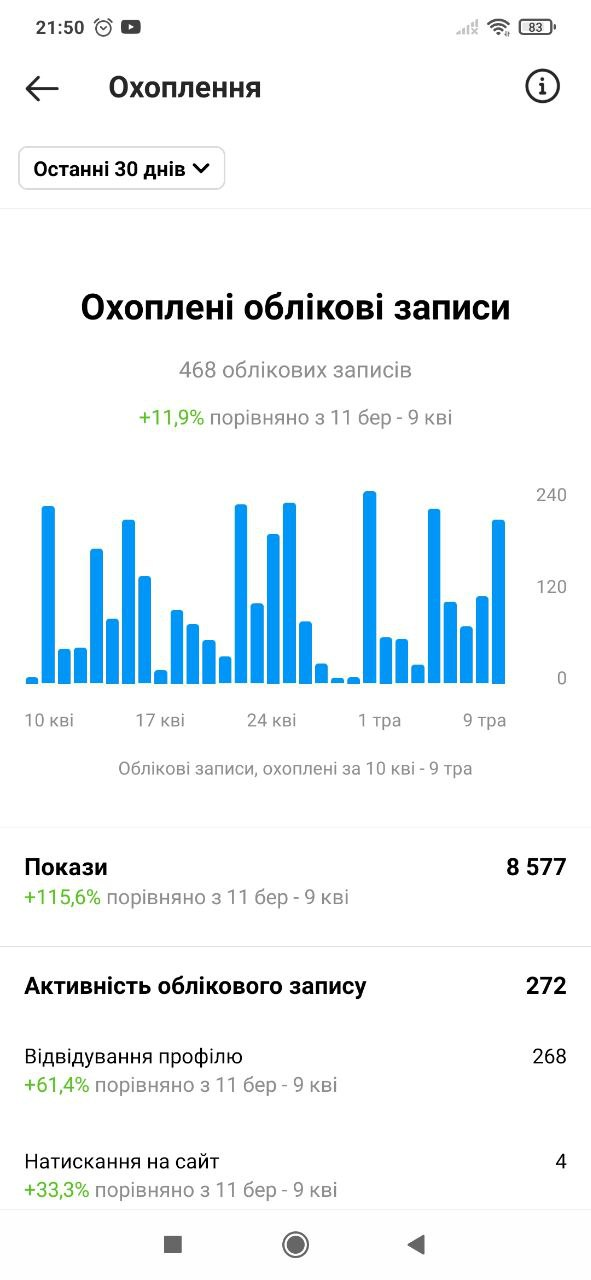 21:50
83
Охоплення
Останні 30 днів
Охоплені облікові записи
468 облікових записів
+11,9% порівняно з 11 бер - 9 кві
240
120
0
10 кві 17 кві 24 кві 1 тра 9 тра
Облікові записи, охоплені за 10 кві - 9 тра
Покази 8 577
+115,6% порівняно з 11 бер - 9 кві
Активність облікового запису 272
Відвідування профілю 268
+61,4% порівняно з 11 бер - 9 кві
Натискання на сайт 4
+33,3% порівняно з 11 бер - 9 кві